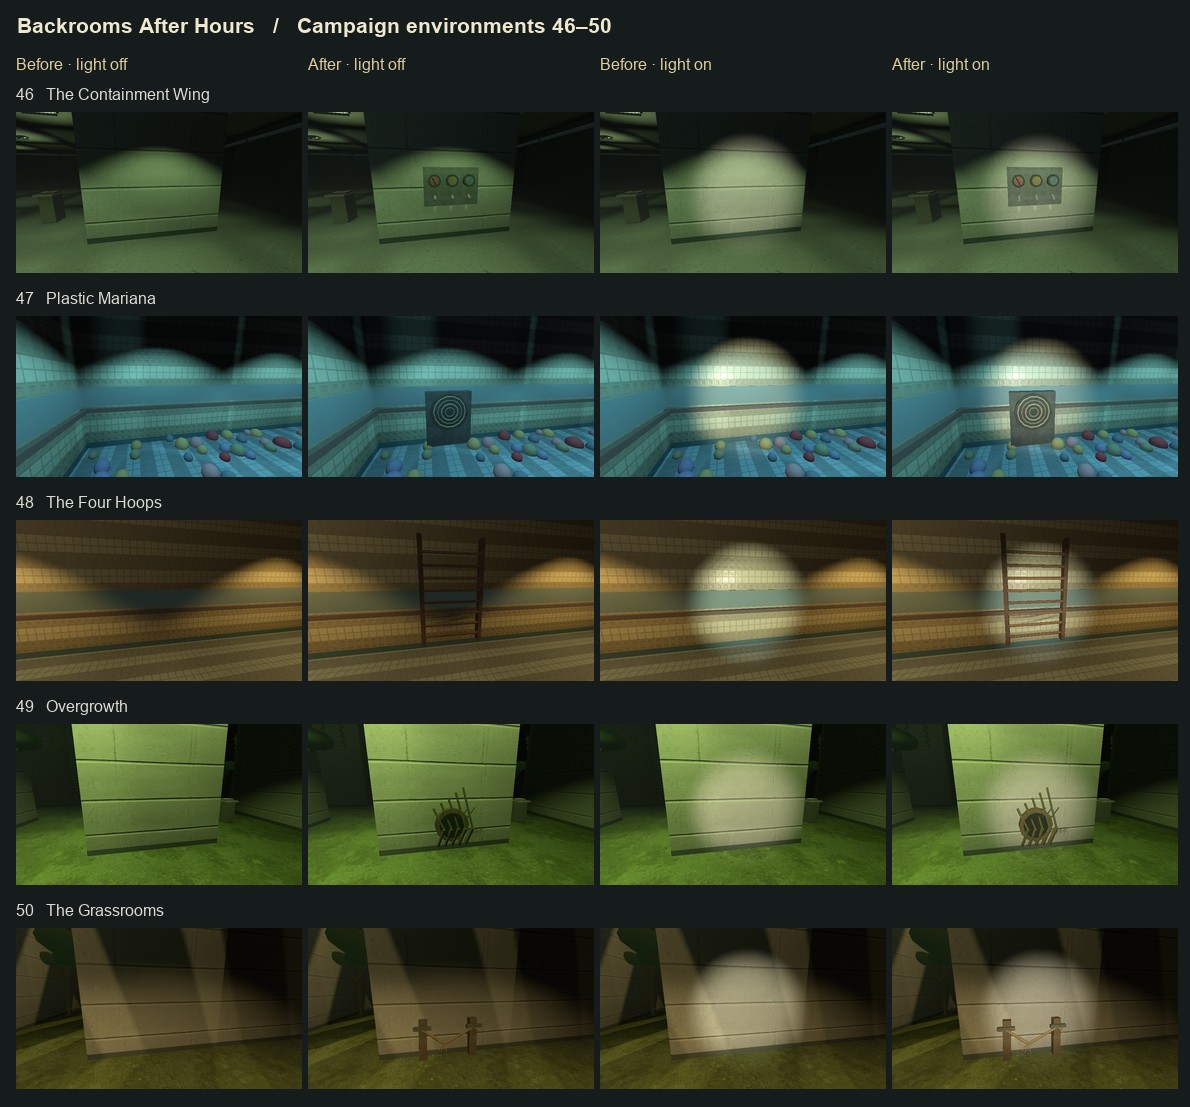 Backrooms After Hours / Campaign environments 46–50
Before · light off After · light off Before · light on After · light on
46 The Containment Wing
47 Plastic Mariana
48 The Four Hoops
49 Overgrowth
50 The Grassrooms